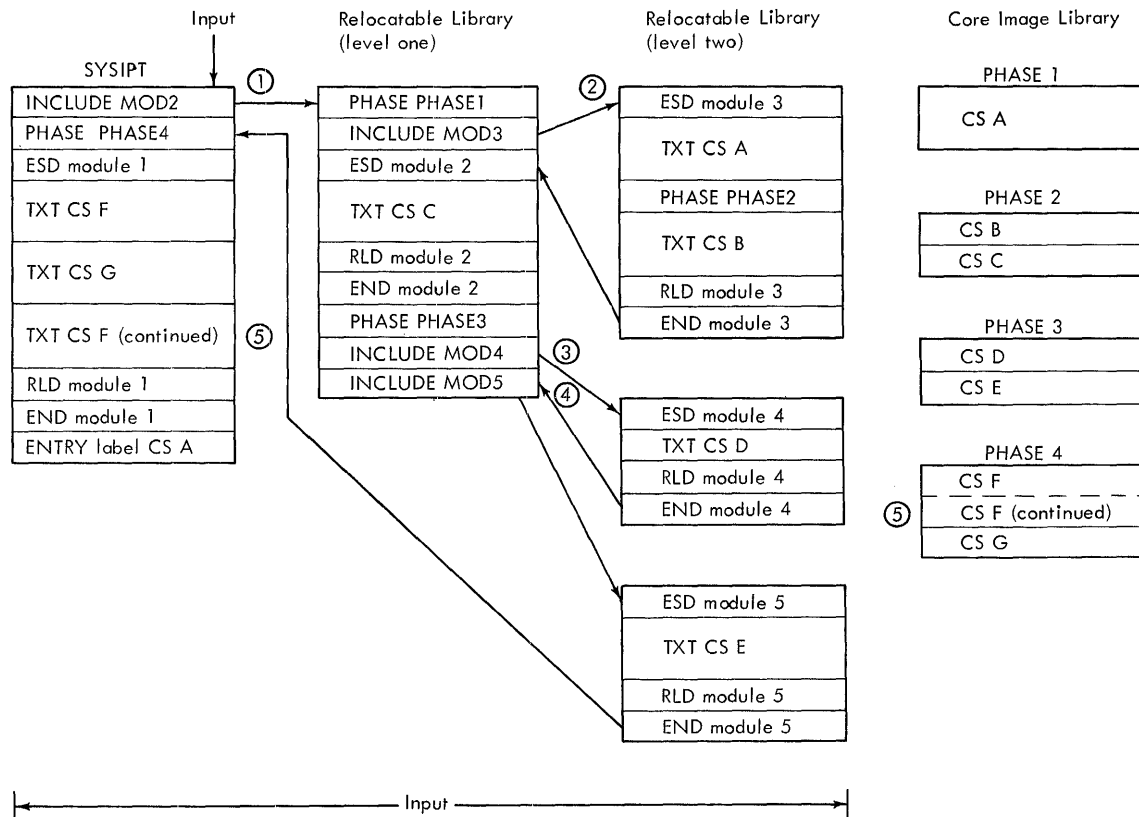 Input
Relocatable Library
(level one)
Relocatable Library
(level two)
Core Image Library
SYSIPT
①
INCLUDE MOD2
PHASE PHASE4
ESD module 1
TXT CS F
TXT CS G
TXT CS F (continued)
RLD module 1
END module 1
ENTRY label CS A
⑤
PHASE PHASE1
INCLUDE MOD3
ESD module 2
TXT CS C
RLD module 2
END module 2
PHASE PHASE3
INCLUDE MOD4
INCLUDE MOD5
②
③
④
ESD module 3
TXT CS A
PHASE PHASE2
TXT CS B
RLD module 3
END module 3
ESD module 4
TXT CS D
RLD module 4
END module 4
ESD module 5
TXT CS E
RLD module 5
END module 5
PHASE 1
CS A
PHASE 2
CS B
CS C
PHASE 3
CS D
CS E
PHASE 4
CS F
⑤
CS F (continued)
CS G
Input